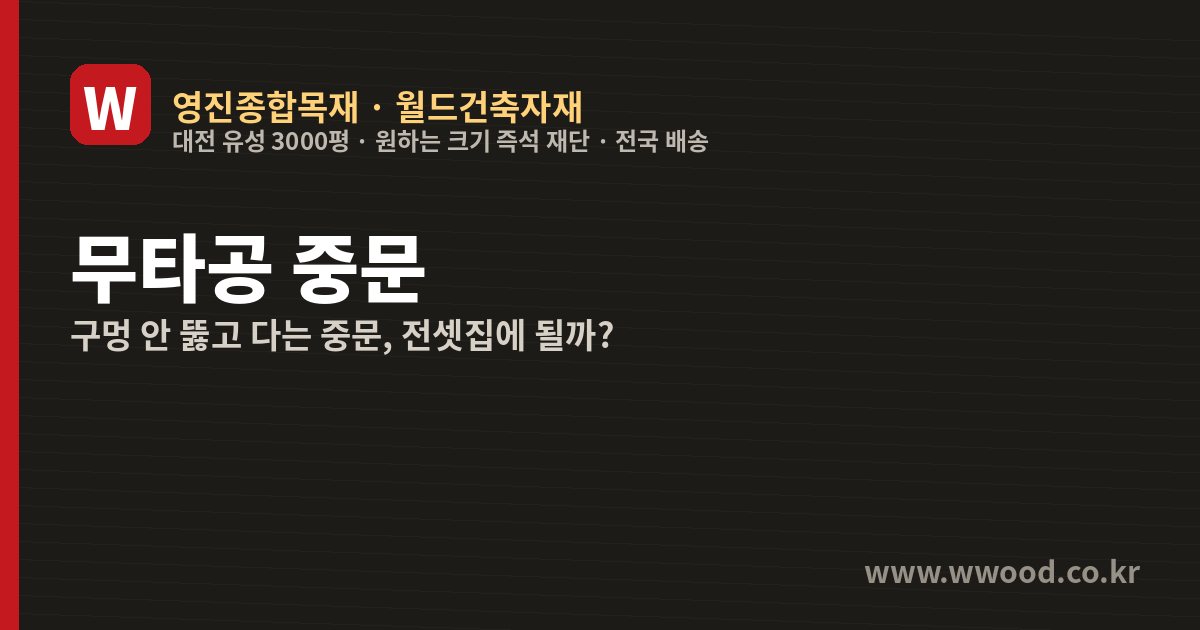 W
영진종합목재 · 월드건축자재
대전 유성 3000평 · 원하는 크기 즉석 재단 · 전국 배송
무타공 중문
구멍 안 뚫고 다는 중문, 전셋집에 될까?
www.wwood.co.kr